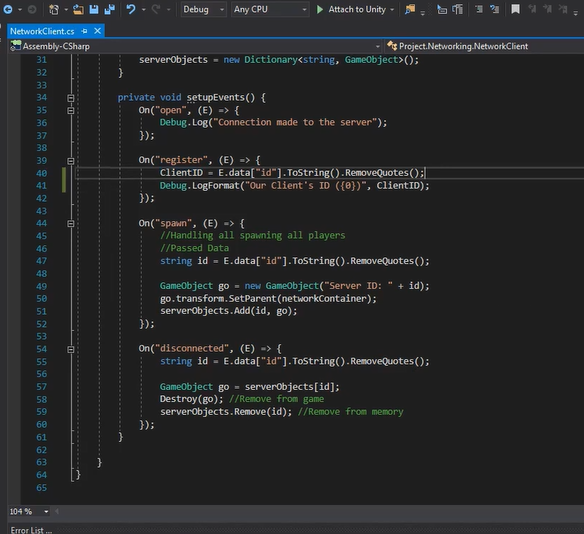 Debug Any CPU Attach to Unity
NetworkClient.cs
Assembly-CSharp Project.Networking.NetworkClient
31 serverObjects = new Dictionary<string, GameObject>();
32 }
33
34 private void setupEvents() {
35 On("open", (E) => {
36 Debug.Log("Connection made to the server");
37 });
38
39 On("register", (E) => {
40 ClientID = E.data["id"].ToString().RemoveQuotes();
41 Debug.LogFormat("Our Client's ID ({0})", ClientID);
42 });
43
44 On("spawn", (E) => {
45 //Handling all spawning all players
46 //Passed Data
47 string id = E.data["id"].ToString().RemoveQuotes();
48
49 GameObject go = new GameObject("Server ID: " + id);
50 go.transform.SetParent(networkContainer);
51 serverObjects.Add(id, go);
52 });
53
54 On("disconnected", (E) => {
55 string id = E.data["id"].ToString().RemoveQuotes();
56
57 GameObject go = serverObjects[id];
58 Destroy(go); //Remove from game
59 serverObjects.Remove(id); //Remove from memory
60 });
61 }
62
63 }
64 }
65
104 %
Error List ...